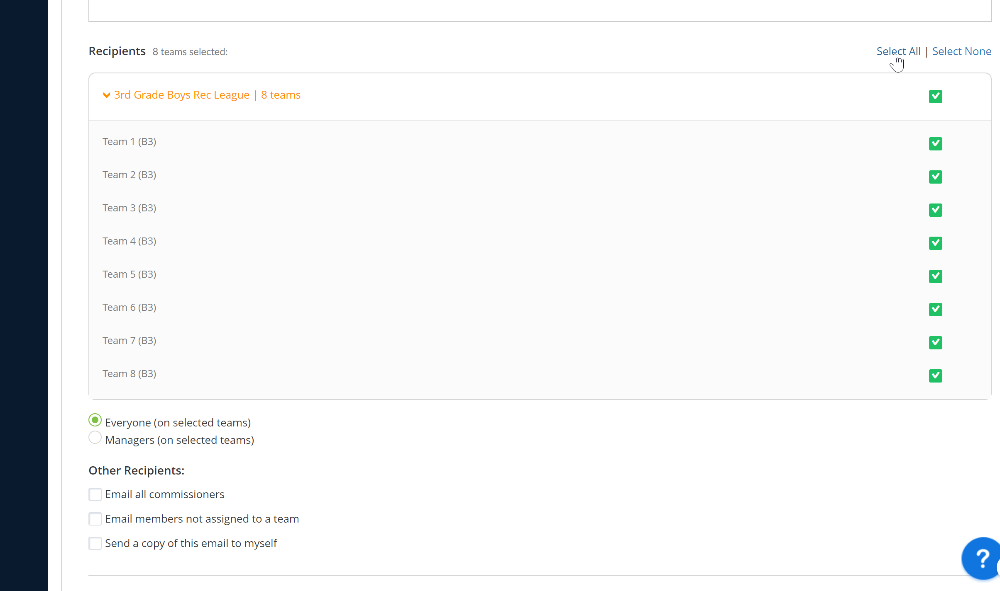 Recipients 8 teams selected: Select All | Select None
3rd Grade Boys Rec League | 8 teams
Team 1 (B3)
Team 2 (B3)
Team 3 (B3)
Team 4 (B3)
Team 5 (B3)
Team 6 (B3)
Team 7 (B3)
Team 8 (B3)
Everyone (on selected teams)
Managers (on selected teams)
Other Recipients:
Email all commissioners
Email members not assigned to a team
Send a copy of this email to myself
?